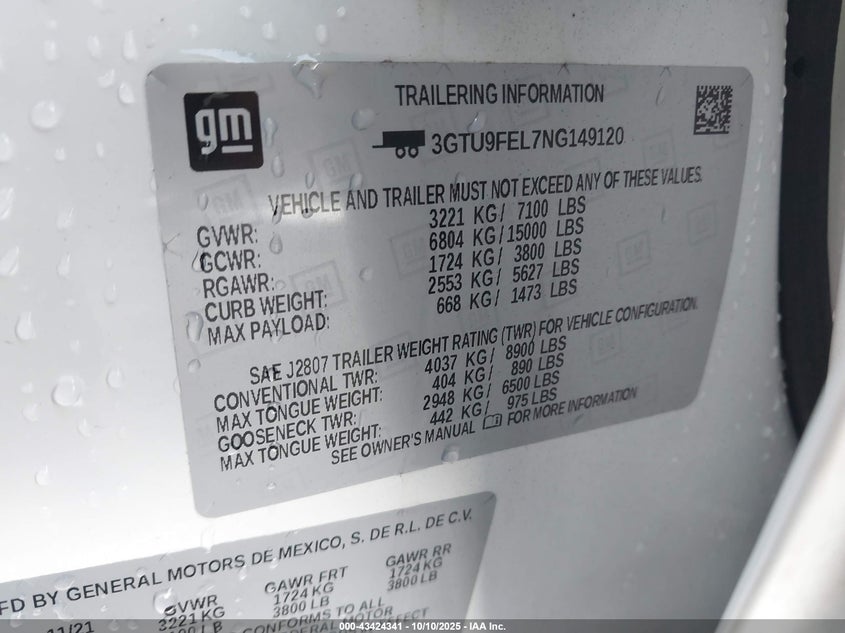 gm
TRAILERING INFORMATION
3GTU9FEL7NG149120
VEHICLE AND TRAILER MUST NOT EXCEED ANY OF THESE VALUES.
GVWR: 3221 KG/ 7100 LBS
GCWR: 6804 KG/15000 LBS
RGAWR: 1724 KG/ 3800 LBS
CURB WEIGHT: 2553 KG/ 5627 LBS
MAX PAYLOAD: 668 KG/ 1473 LBS
SAE J2807 TRAILER WEIGHT RATING (TWR) FOR VEHICLE CONFIGURATION.
CONVENTIONAL TWR: 4037 KG/ 8900 LBS
MAX TONGUE WEIGHT: 404 KG/ 890 LBS
GOOSENECK TWR: 2948 KG/ 6500 LBS
MAX TONGUE WEIGHT: 442 KG/ 975 LBS
SEE OWNER'S MANUAL FOR MORE INFORMATION
FD BY GENERAL MOTORS DE MEXICO, S. DE R.L. DE C.V.
GVWR GAWR FRT GAWR RR
11/21 3221 KG 1724 KG 1724 KG
3800 LB 3800 LB
CONFORMS TO ALL
000-43424341 - 10/10/2025 - IAA Inc.